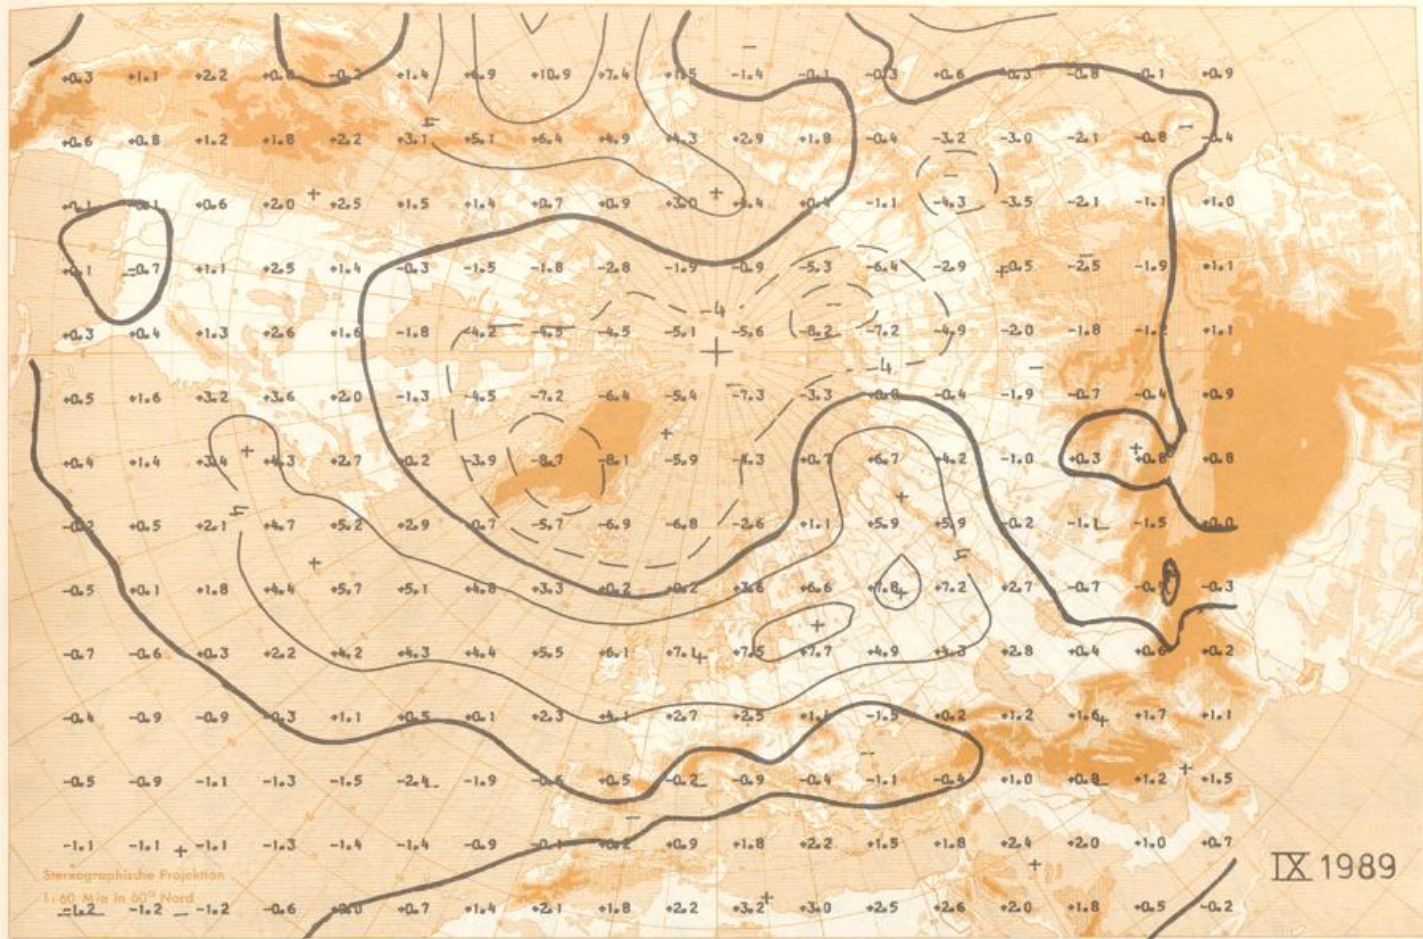 +0.3 +1.1 +2.2 -0.2 +1.4 +10.9 +7.4 -1.4 -0.1 +0.6 -0.8 -0.1 +0.9
+0.6 +0.8 +1.2 +1.8 +2.2 +3.1 +5.1 +6.4 +4.9 +4.3 +2.9 +1.8 -0.4 -3.2 -3.0 -2.1 -0.8
4
+0.6 +2.0 +2.5 +1.5 +1.4 +0.7 +0.9 +3.0 +0.4 -1.1 -4.3 -3.5 -2.1 -1.1 +1.0
+0.1 -0.7 +1.1 +2.5 +1.4 -0.3 -1.5 -1.8 -2.8 -1.9 -0.9 -5.3 -6.4 -2.9 -2.5 -1.9 +1.1
-4
+0.3 +0.4 +1.3 +2.6 +1.6 -1.8 -4.2 -4.5 -5.1 -5.6 -8.2 -7.2 -4.9 -2.0 -1.8 +1.1
-4
+0.5 +1.6 +3.2 +3.6 +2.0 -1.3 -4.5 -7.2 -6.4 -5.4 -7.3 -3.3 -0.4 -1.9 -0.7 +0.9
+0.4 +1.4 +3.4 +4.3 +2.7 +0.2 -3.9 -8.7 -8.1 -5.9 -4.3 +0.7 +6.7 +4.2 -1.0 +0.3 +0.8 +0.8
4
-0.2 +0.5 +2.1 +4.7 +5.2 +2.9 -5.7 -6.9 -6.8 -2.6 +1.1 +5.9 +5.9 -0.2 -1.5 +0.0
4
-0.5 +0.1 +1.8 +4.4 +5.7 +5.1 +4.8 +3.3 +0.2 +0.2 +3.6 +6.6 +7.8 +7.2 +2.7 -0.7 -0.3
-0.7 -0.6 +0.3 +2.2 +4.2 +4.3 +4.4 +5.5 +6.1 +7.5 +7.7 +4.9 +4.3 +2.8 +0.4 +0.6 +0.2
-0.4 -0.9 -0.9 -0.3 +1.1 +0.5 +0.1 +2.3 +4.1 +2.7 +2.5 -1.5 +0.2 +1.2 +1.6 +1.7 +1.1
-0.5 -0.9 -1.1 -1.3 -1.5 -2.4 -1.9 -0.6 +0.5 -0.2 -0.9 -0.4 -1.1 -0.4 +1.0 +0.8 +1.2 +1.5
-1.1 -1.1 -1.1 -1.3 -1.4 -1.4 -0.9 -0.1 +0.2 +0.9 +1.8 +2.2 +1.5 +1.8 +2.4 +2.0 +1.0 +0.7
IX 1989
Stereographische Projektion
1:60 Mio in 60° Nord
-1.2 -1.2 -1.2 -0.6 +0.7 +1.4 +2.1 +1.8 +2.2 +3.2 +3.0 +2.5 +2.6 +2.0 +1.8 +0.5 -0.2